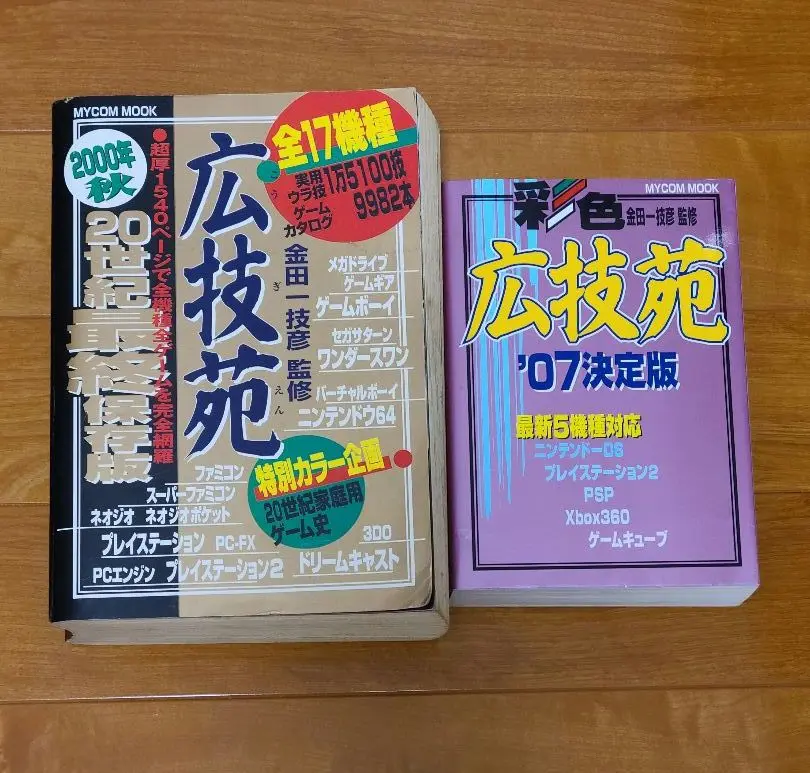 MYCOM MOOK
2000年
秋
●超厚1540ページで全機種全ゲームを完全網羅
20世紀最終保存版
広技苑
こう
ぎ
えん
金田一技彦 監修
全17機種
実用
ウラ技
1万5100技
ゲーム
カタログ
9982本
メガドライブ
ゲームギア
ゲームボーイ
セガサターン
ワンダースワン
バーチャルボーイ
ニンテンドウ64
特別カラー企画
20世紀家庭用
ゲーム史
ファミコン
スーパーファミコン
ネオジオ ネオジオポケット
プレイステーション PC-FX 3DO
PCエンジン プレイステーション2 ドリームキャスト
MYCOM MOOK
彩色
金田一技彦 監修
広技苑
'07決定版
最新5機種対応
ニンテンドーDS
プレイステーション2
PSP
Xbox360
ゲームキューブ